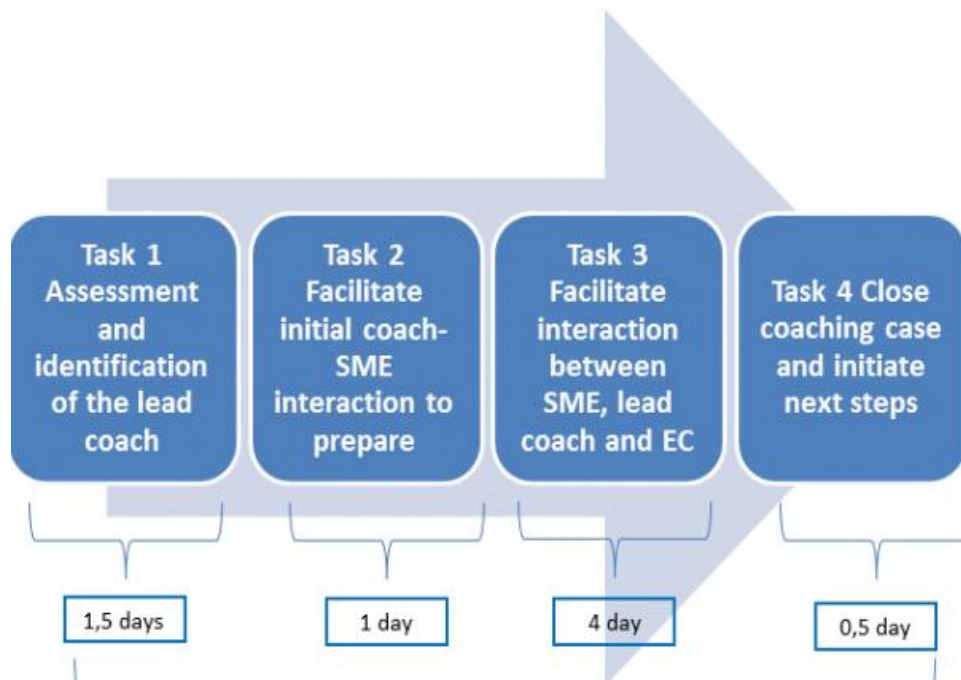 Task 1
Assessment
and
identification
of the lead
coach
Task 2
Facilitate
initial coach-
SME
interaction to
prepare
Task 3
Facilitate
interaction
between
SME, lead
coach and EC
Task 4 Close
coaching case
and initiate
next steps
1,5 days
1 day
4 day
0,5 day